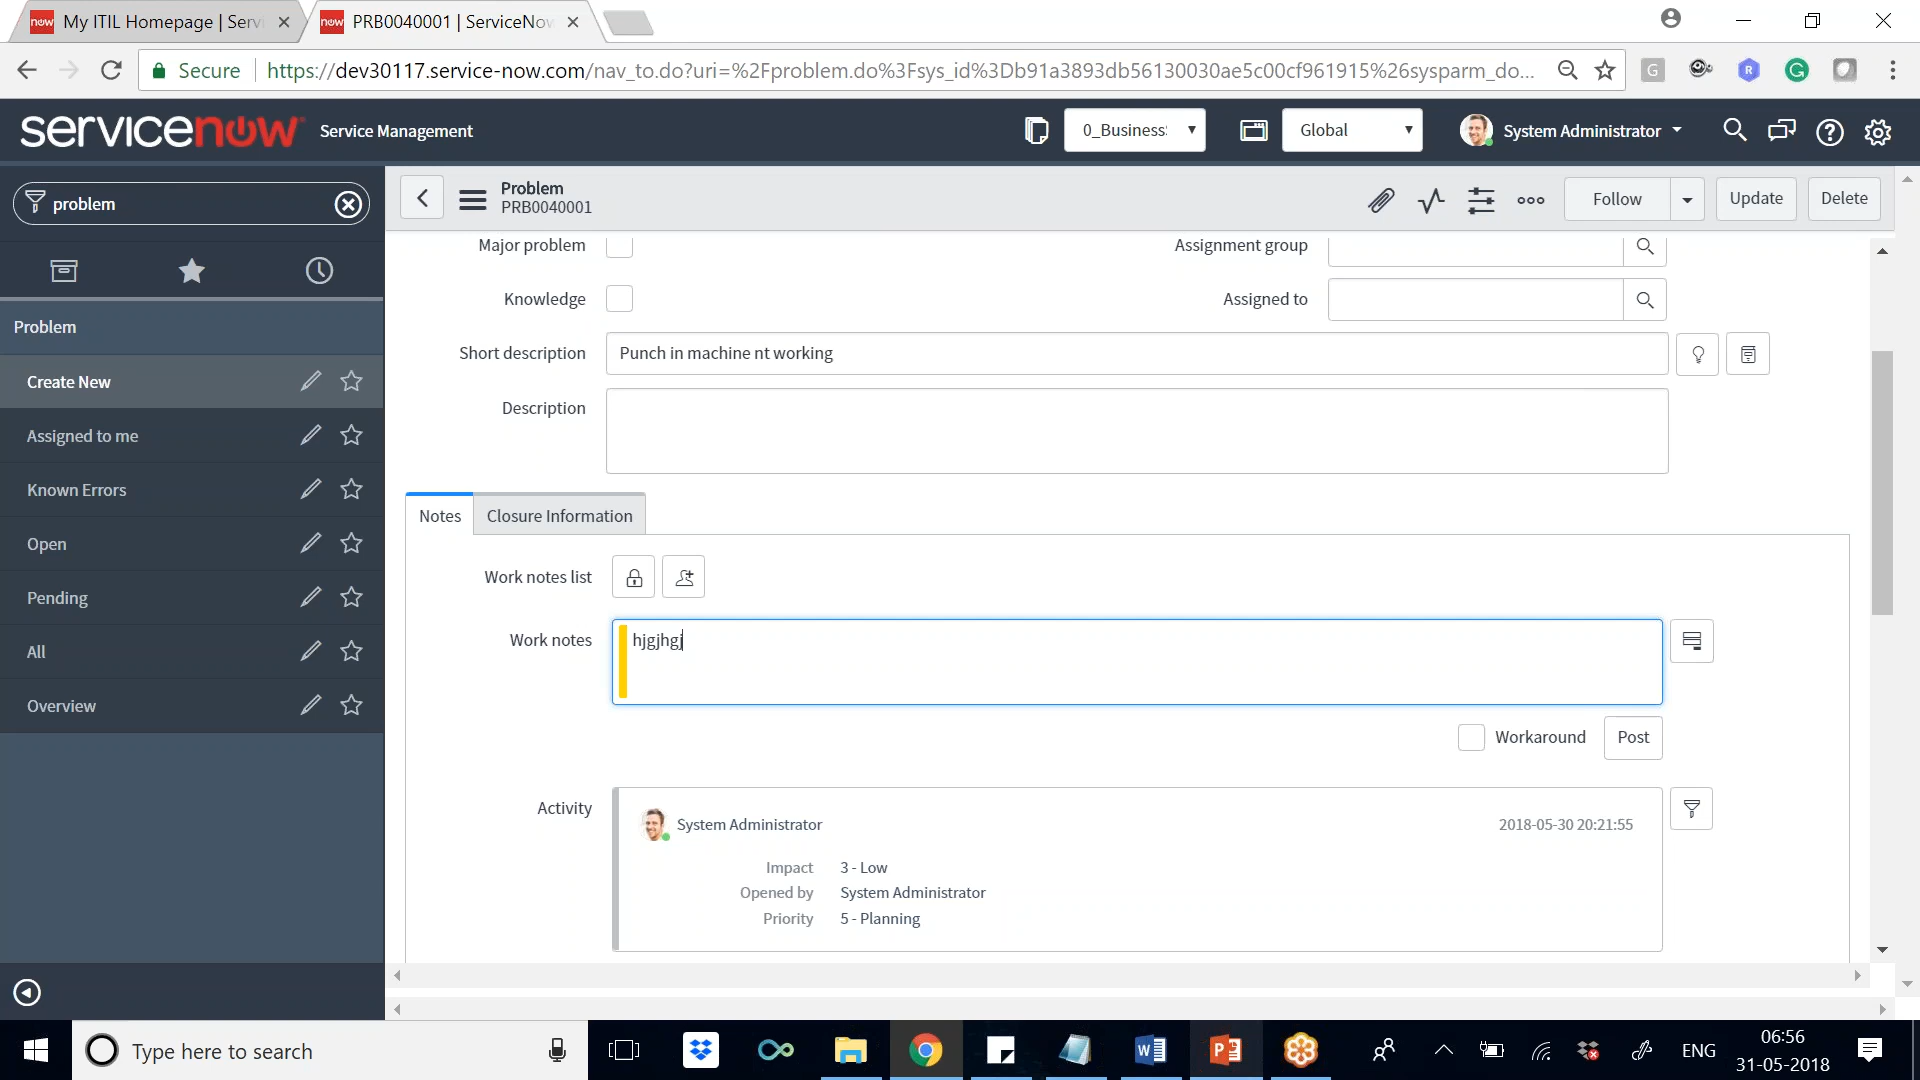 now My ITIL Homepage | Servi
now PRB0040001 | ServiceNow
Secure https://dev30117.service-now.com/nav_to.do?uri=%2Fproblem.do%3Fsys_id%3Db91a3893db56130030ae5c00cf961915%26sysparm_do...
servicenow Service Management
0_Business
Global
System Administrator
problem
Problem
PRB0040001
Follow
Update
Delete
Problem
Create New
Assigned to me
Known Errors
Open
Pending
All
Overview
Major problem
Assignment group
Knowledge
Assigned to
Short description Punch in machine nt working
Description
Notes
Closure Information
Work notes list
Work notes hjgjhgj
Workaround
Post
Activity
System Administrator
2018-05-30 20:21:55
Impact 3 - Low
Opened by System Administrator
Priority 5 - Planning
Type here to search
ENG
06:56
31-05-2018